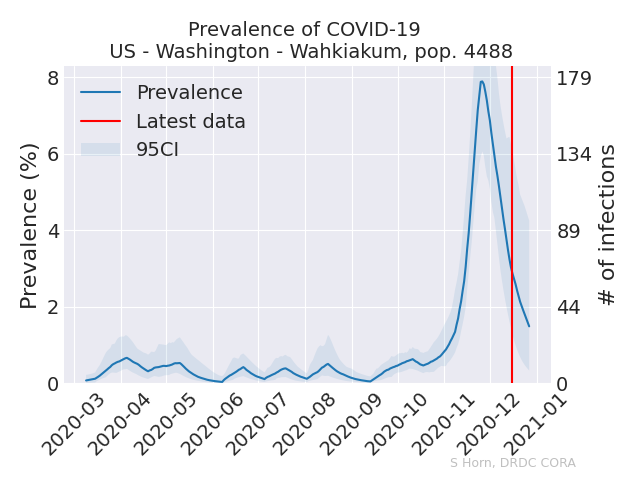 Prevalence of COVID-19
US - Washington - Wahkiakum, pop. 4488
Prevalence
Latest data
95CI
Prevalence (%)
8
6
4
2
0
179
134
89
44
0
# of infections
2020-03
2020-04
2020-05
2020-06
2020-07
2020-08
2020-09
2020-10
2020-11
2020-12
2021-01
S Horn, DRDC CORA